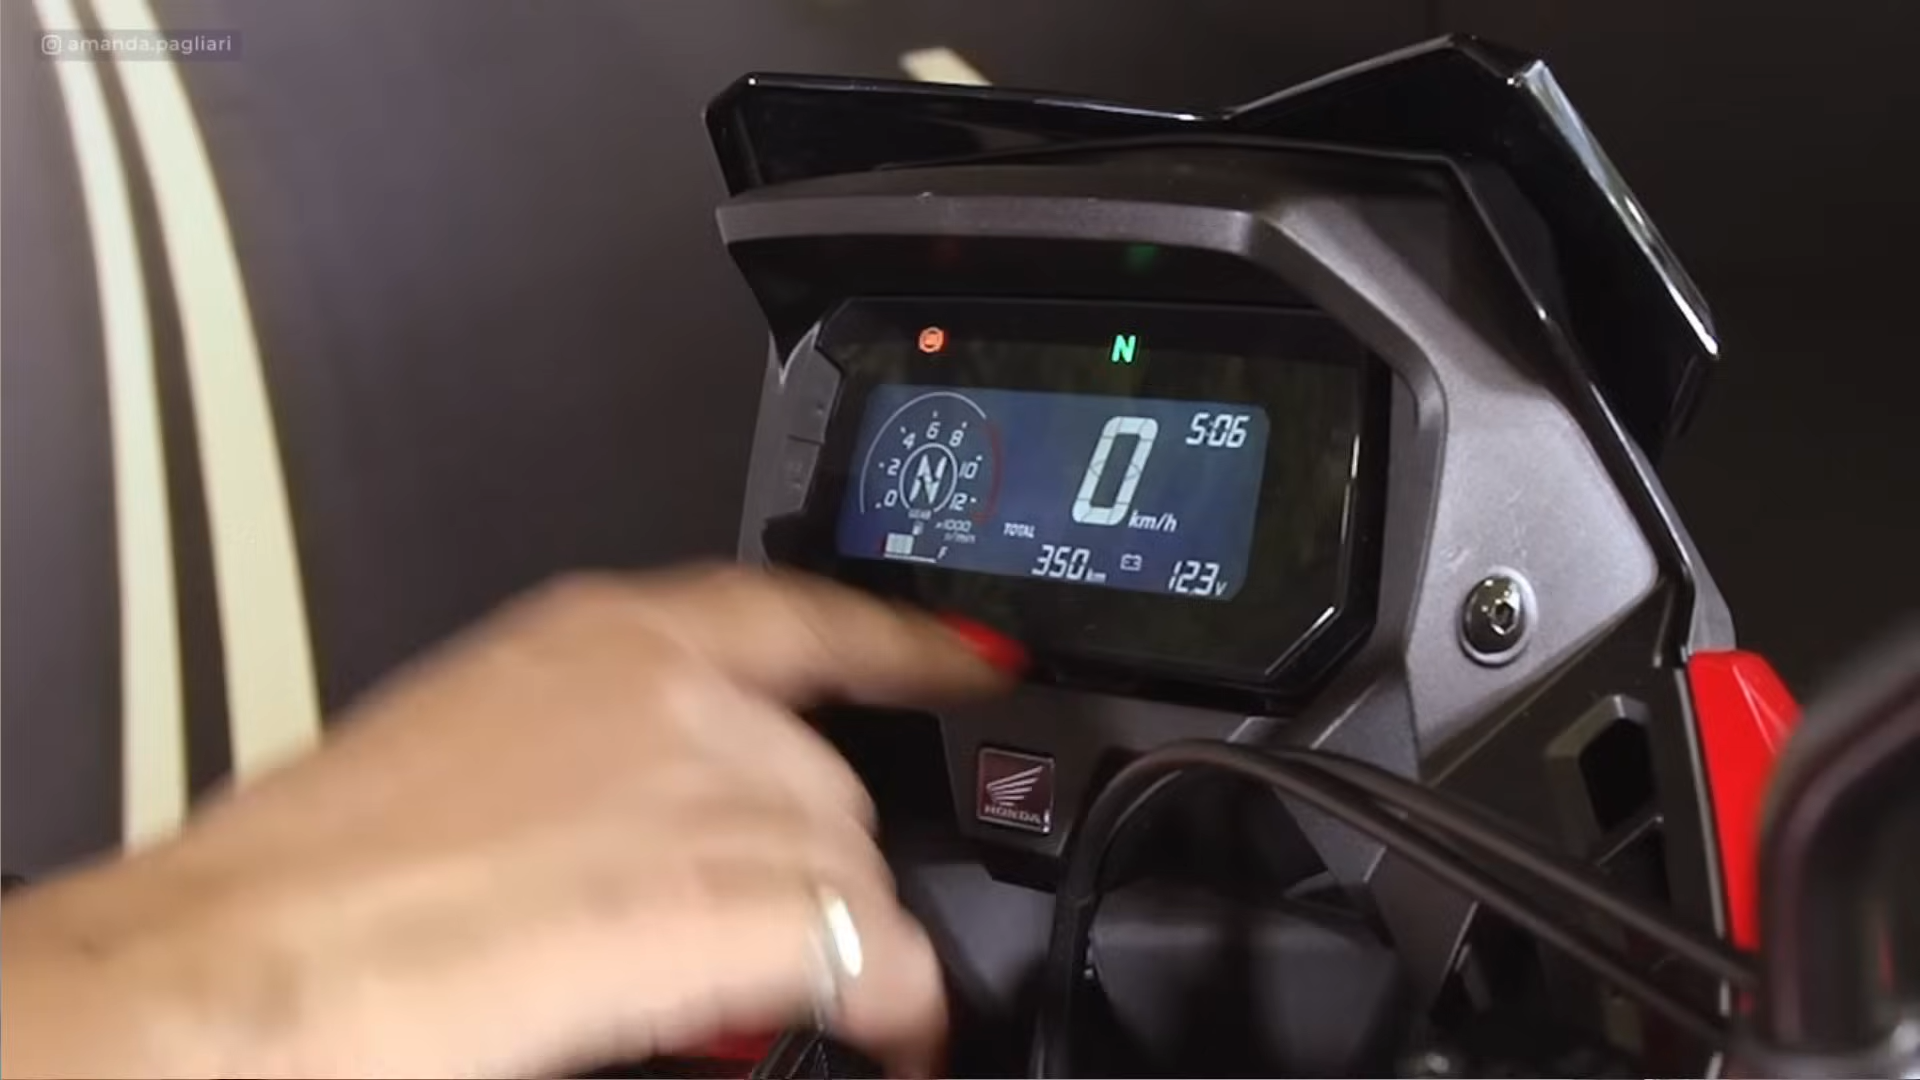 amanda.pagliari
N
5:06
6
4 8
2 N 10
0 12
GEAR
x1000
r/min
F
0 km/h
TOTAL
350 km
12.3 V
HONDA